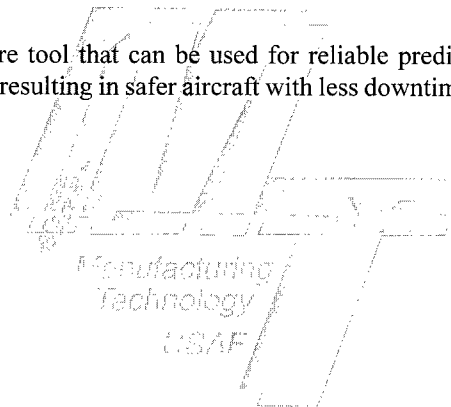 re tool that can be used for reliable predi
resulting in safer aircraft with less downtim
Manufacturing
Technology
USAF